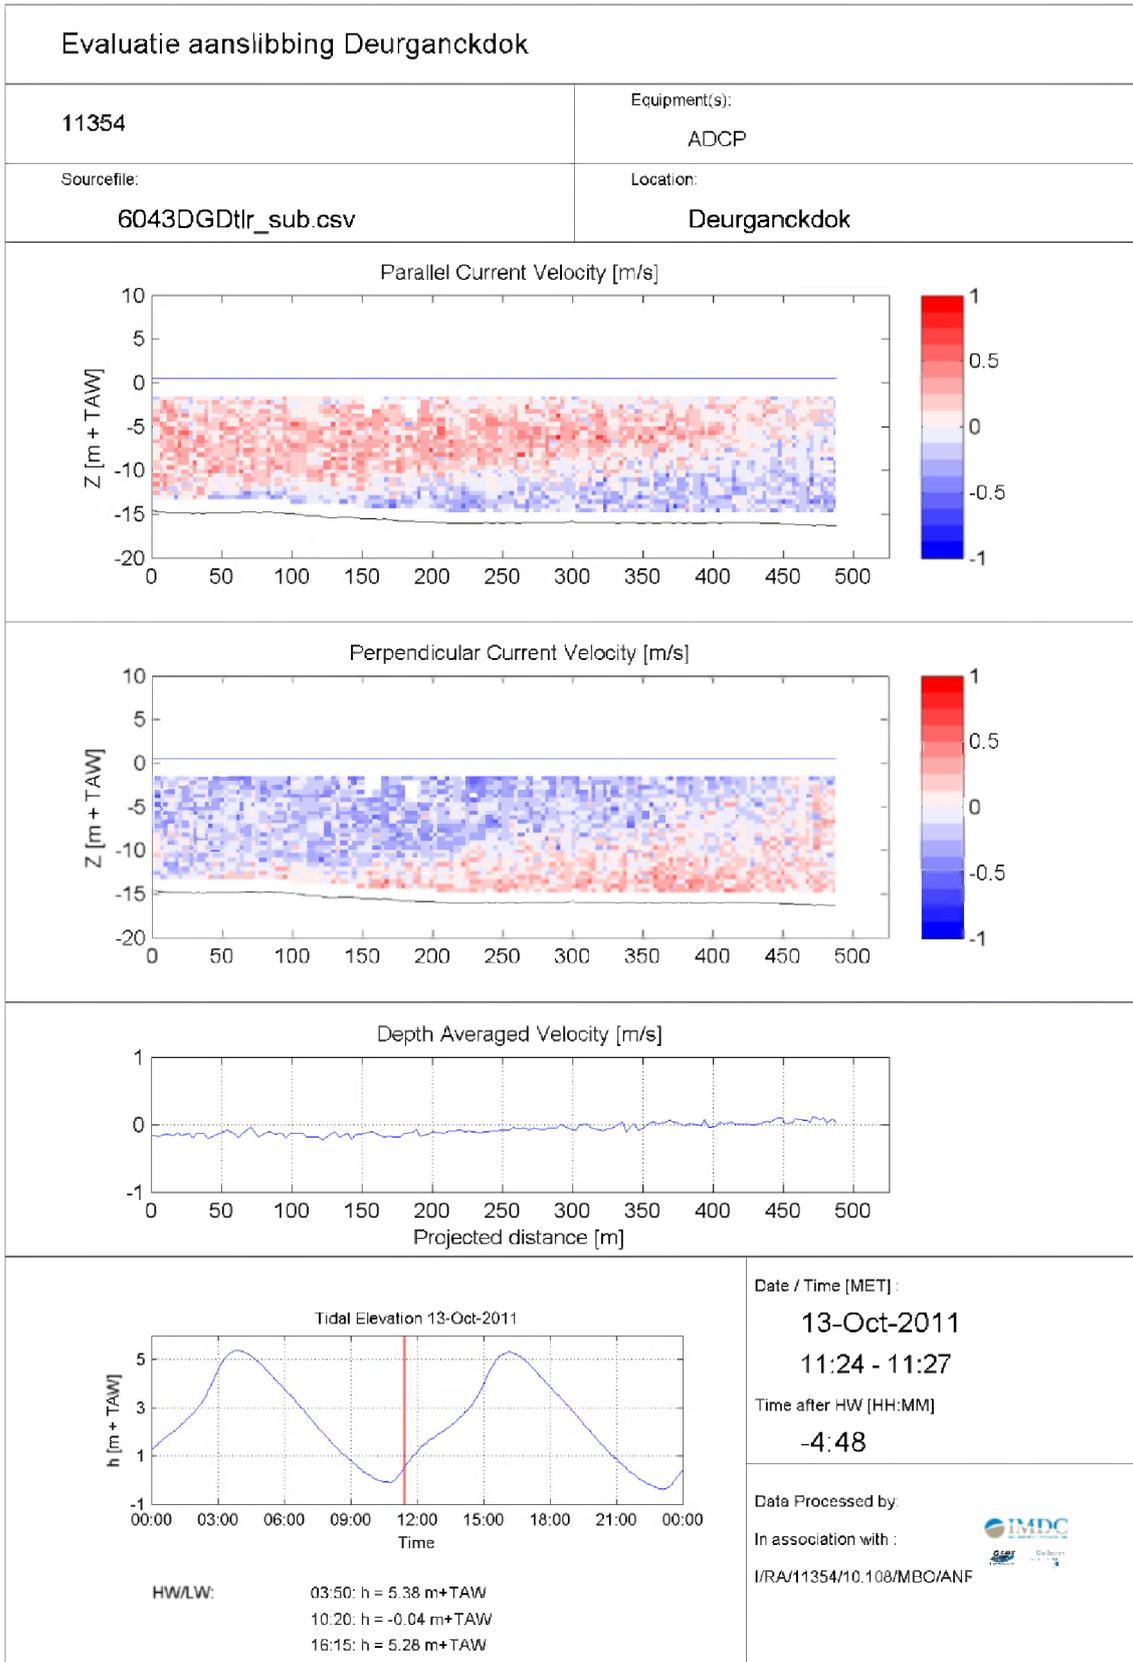 Evaluatie aanslibbing Deurganckdok
11354
Equipment(s):
ADCP
Sourcefile:
6043DGDtlr_sub.csv
Location:
Deurganckdok
Parallel Current Velocity [m/s]
10
5
0
-5
-10
-15
-20
Z [m + TAW]
0 50 100 150 200 250 300 350 400 450 500
1
0.5
0
-0.5
-1
Perpendicular Current Velocity [m/s]
10
5
0
-5
-10
-15
-20
Z [m + TAW]
0 50 100 150 200 250 300 350 400 450 500
1
0.5
0
-0.5
-1
Depth Averaged Velocity [m/s]
1
0
-1
0 50 100 150 200 250 300 350 400 450 500
Projected distance [m]
Tidal Elevation 13-Oct-2011
5
3
1
-1
h [m + TAW]
00:00 03:00 06:00 09:00 12:00 15:00 18:00 21:00 00:00
Time
HW/LW:
03:50: h = 5.38 m+TAW
10:20: h = -0.04 m+TAW
16:15: h = 5.28 m+TAW
Date / Time [MET] :
13-Oct-2011
11:24 - 11:27
Time after HW [HH:MM]
-4:48
Data Processed by:
IMDC
In association with :
I/RA/11354/10.108/MBO/ANF